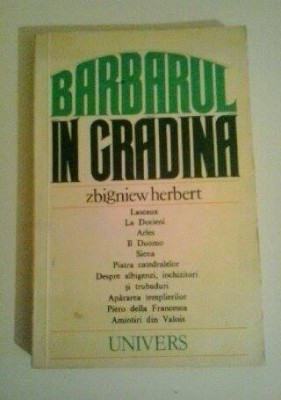 BARBARUL
IN GRADINA
zbigniew herbert
Lascaux
La Dorieni
Arles
Il Duomo
Siena
Piatra catedralelor
Despre albigenzi, inchizitori
și trubaduri
Apărarea templierilor
Piero della Francesca
Amintiri din Valois
UNIVERS